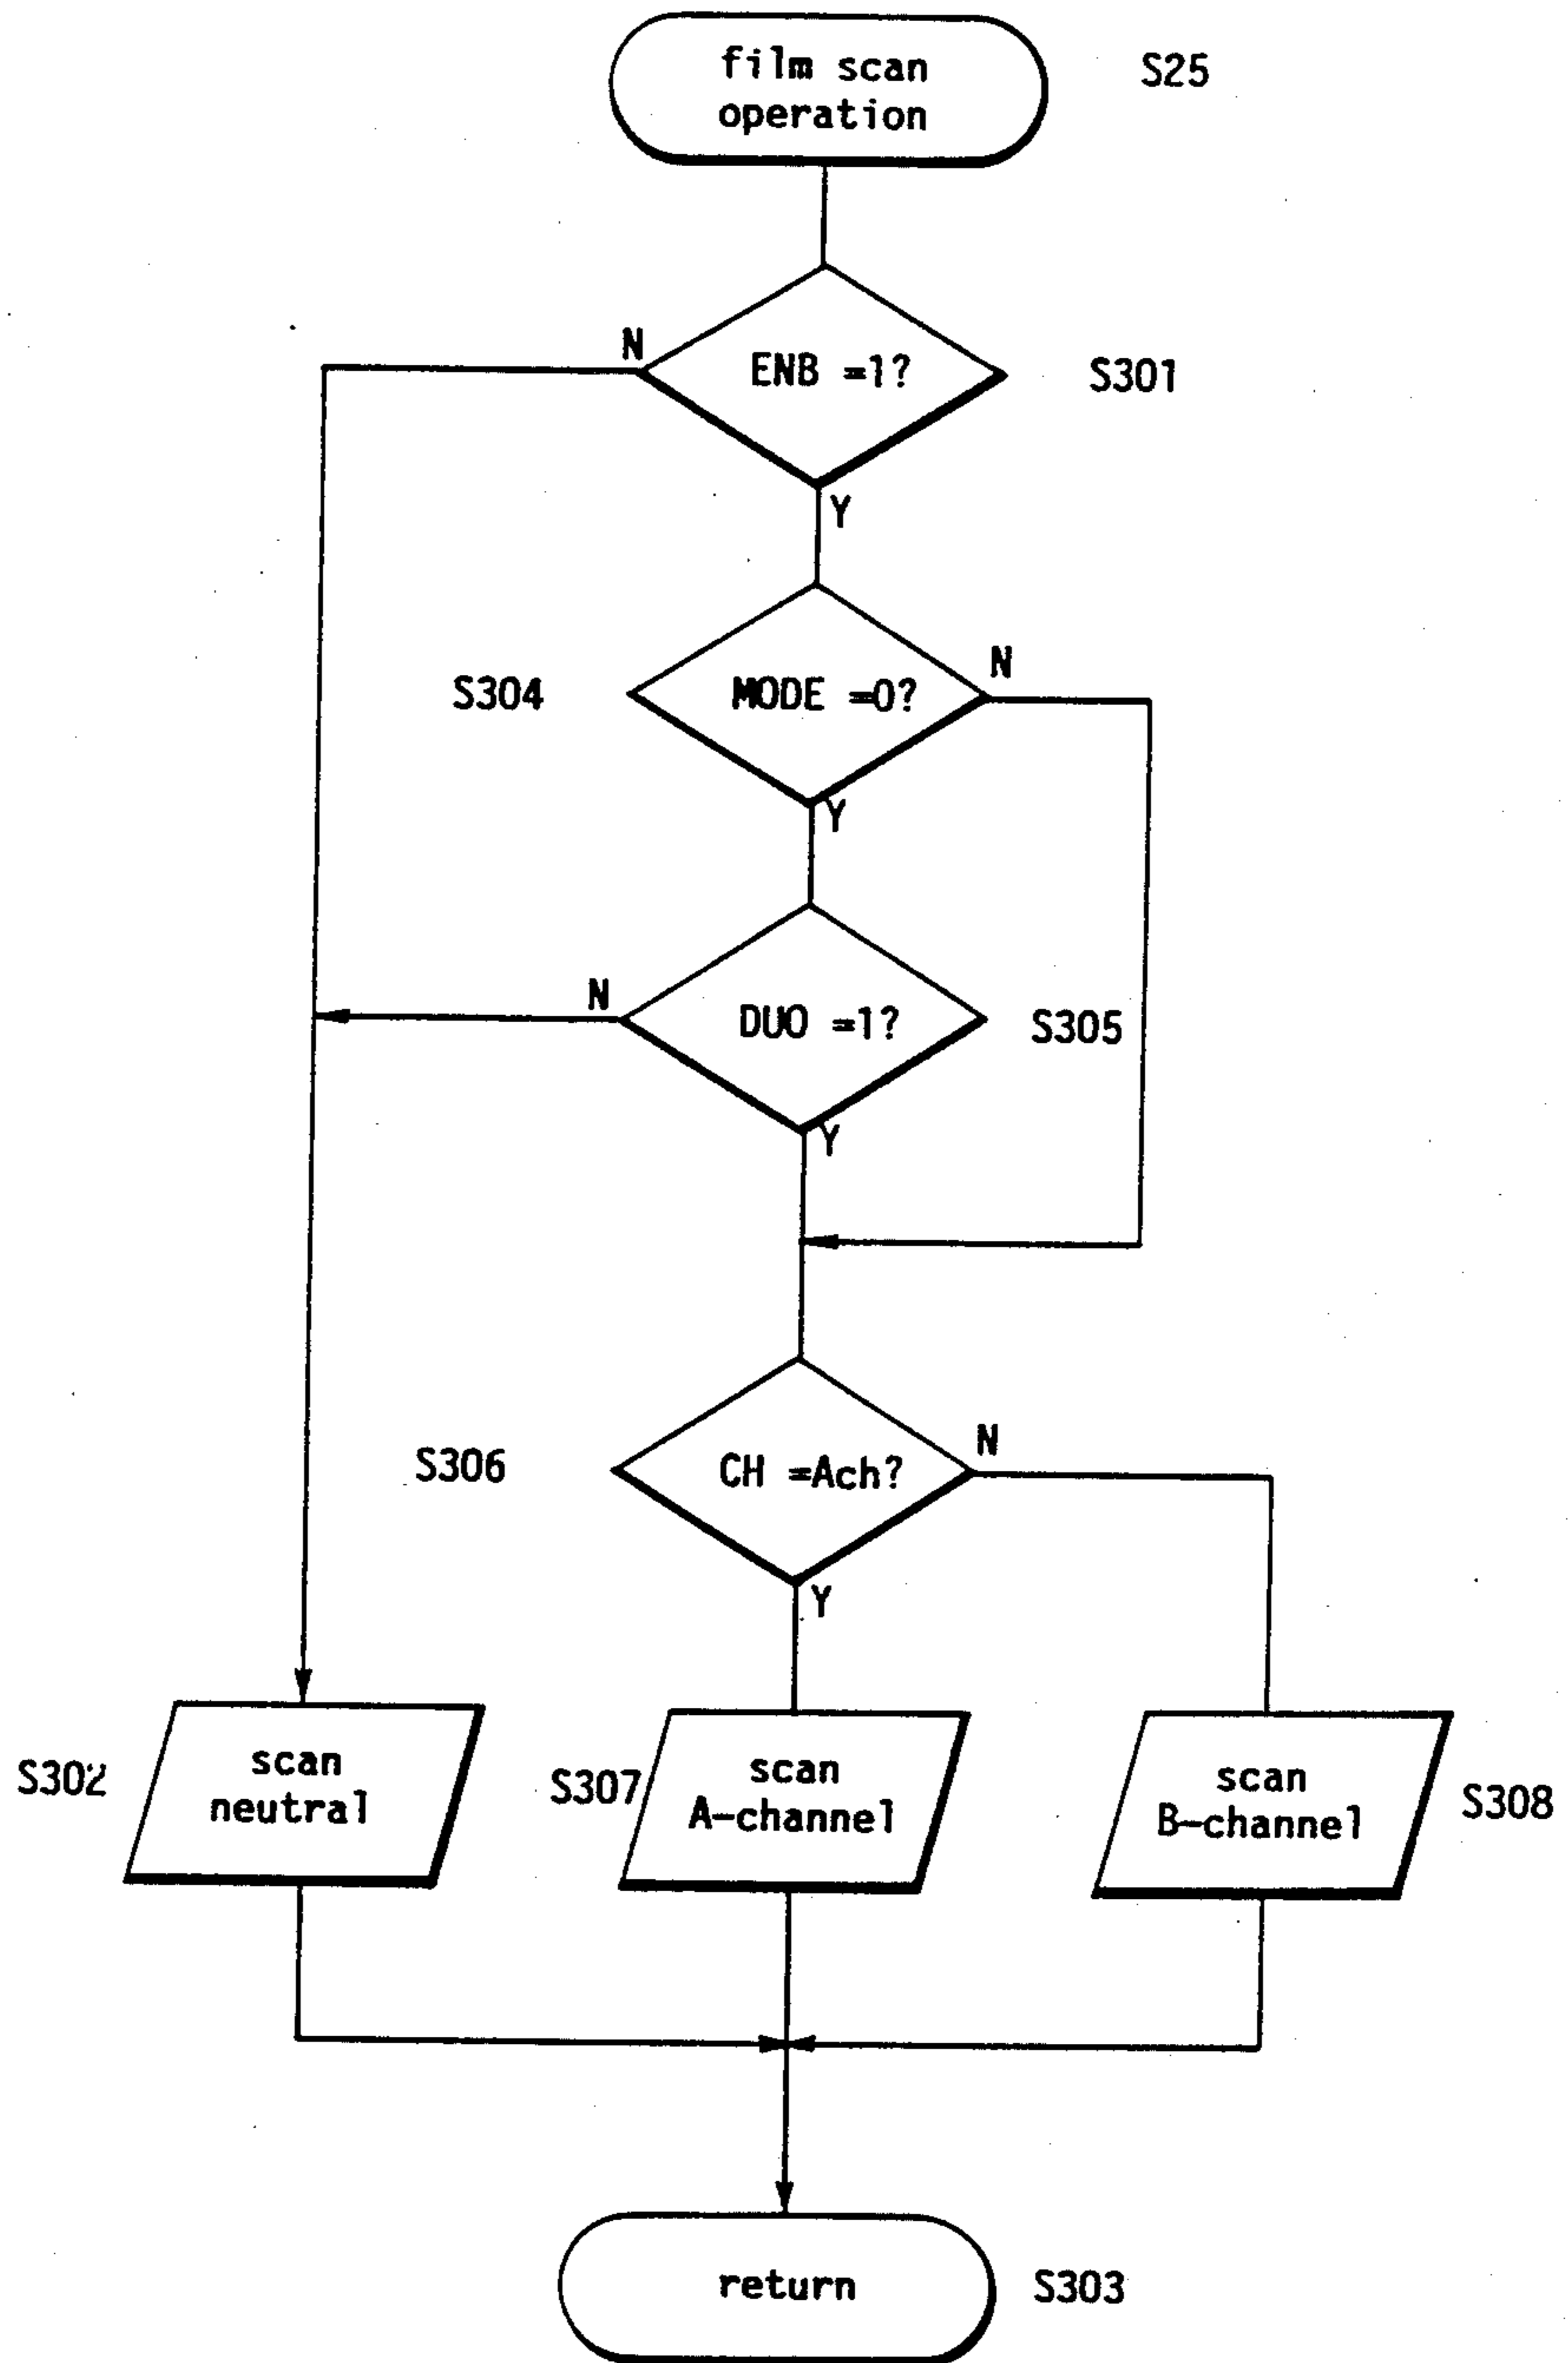 film scan
operation
S25
N
ENB =1?
S301
Y
S304
MODE =0?
N
Y
N
DUO =1?
S305
Y
S306
CH =Ach?
N
Y
S302
scan
neutral
S307
scan
A-channel
scan
B-channel
S308
return
S303